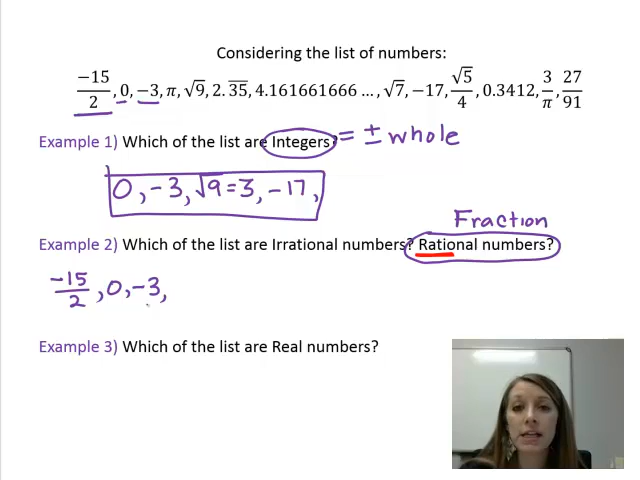 Considering the list of numbers:
−15/2, 0, −3, π, √9, 2.3̅5̅, 4.161661666 …, √7, −17, √5/4, 0.3412, 3/π, 27/91
Example 1) Which of the list are Integers? = ± whole
0, -3, √9=3, -17,
Fraction
Example 2) Which of the list are Irrational numbers? Rational numbers?
-15/2, 0, -3,
Example 3) Which of the list are Real numbers?